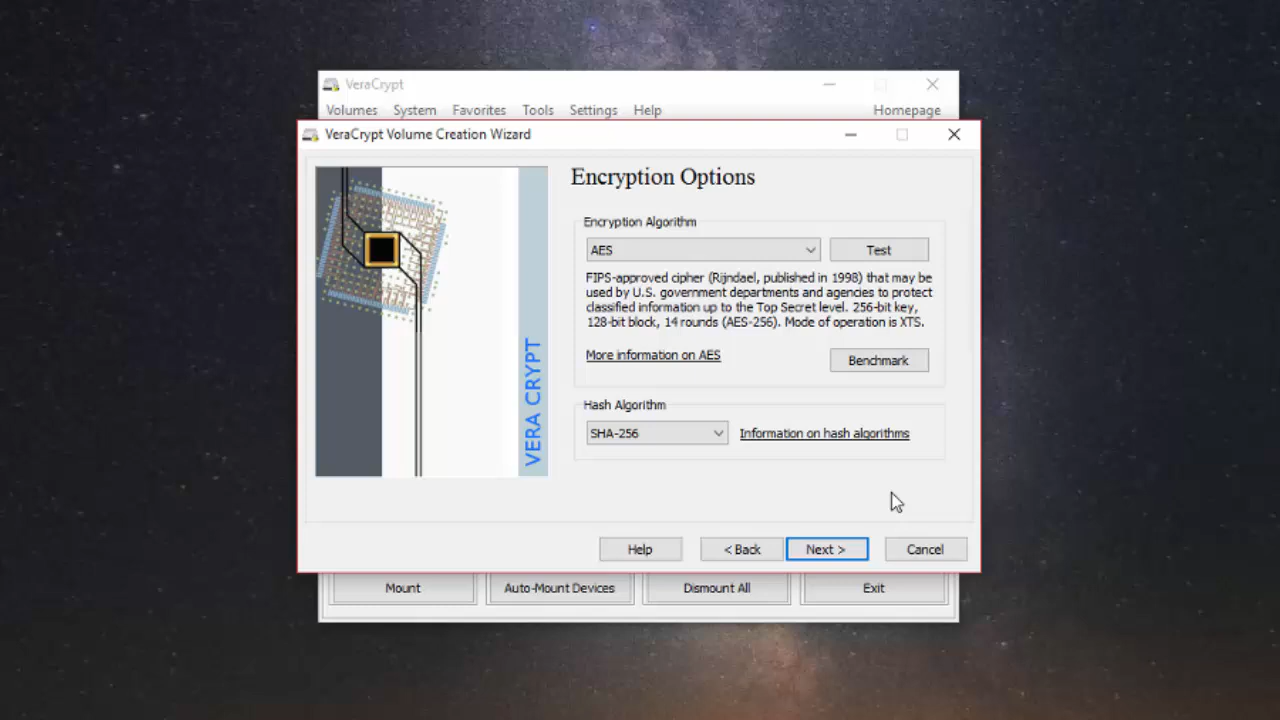 VeraCrypt
Volumes System Favorites Tools Settings Help Homepage
VeraCrypt Volume Creation Wizard
Encryption Options
Encryption Algorithm
AES Test
FIPS-approved cipher (Rijndael, published in 1998) that may be
used by U.S. government departments and agencies to protect
classified information up to the Top Secret level. 256-bit key,
128-bit block, 14 rounds (AES-256). Mode of operation is XTS.
More information on AES Benchmark
VERA CRYPT
Hash Algorithm
SHA-256 Information on hash algorithms
Help < Back Next > Cancel
Mount Auto-Mount Devices Dismount All Exit